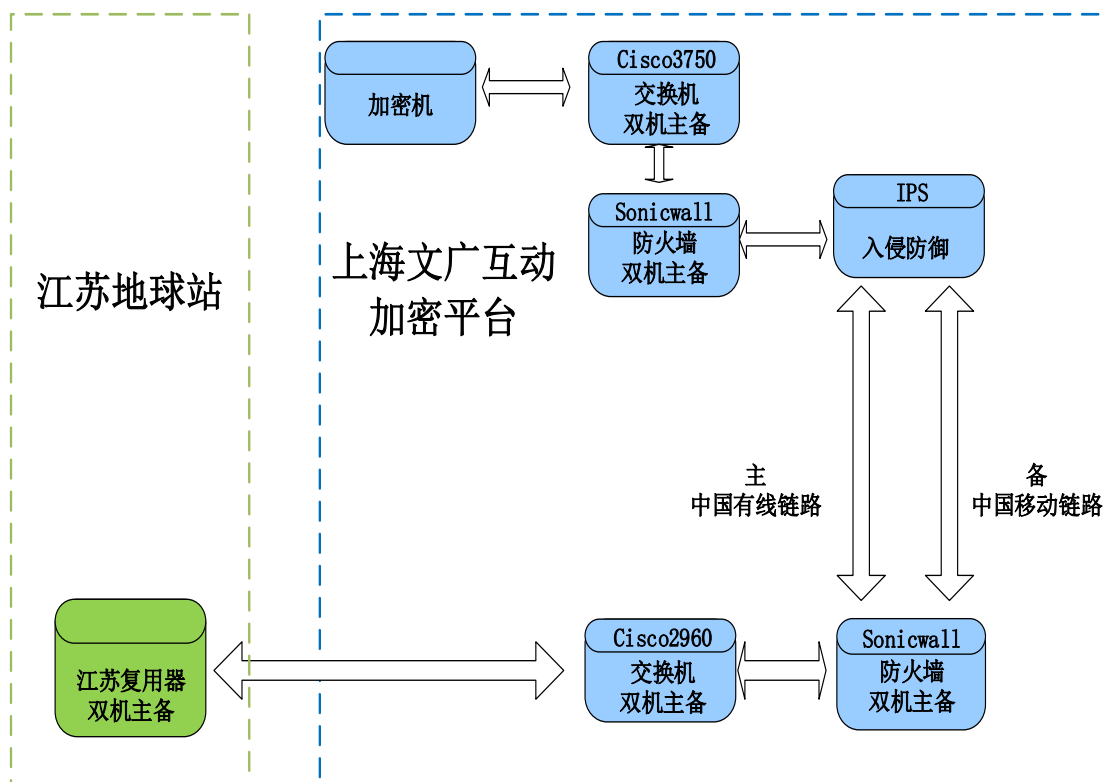 加密机
Cisco3750
交换机
双机主备
Sonicwall
防火墙
双机主备
IPS
入侵防御
江苏地球站
上海文广互动
加密平台
主
中国有线链路
备
中国移动链路
江苏复用器
双机主备
Cisco2960
交换机
双机主备
Sonicwall
防火墙
双机主备